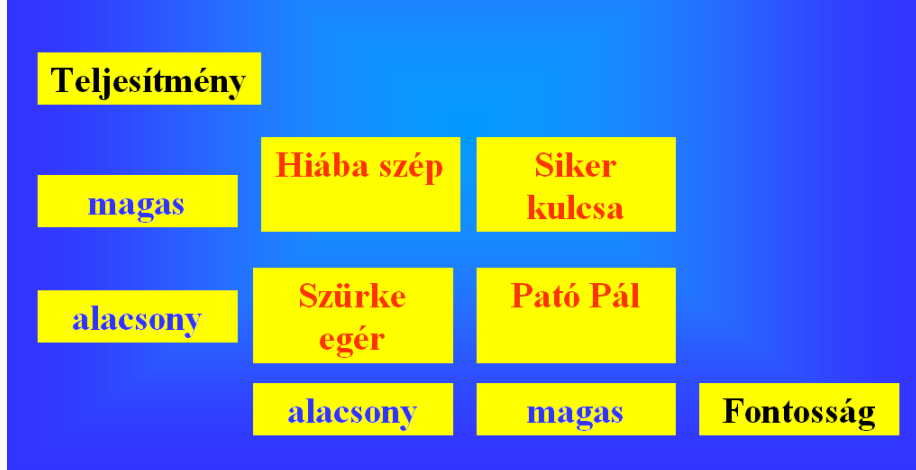 Teljesítmény
Hiába szép
Siker
kulcsa
magas
Szürke
egér
Pató Pál
alacsony
alacsony
magas
Fontosság